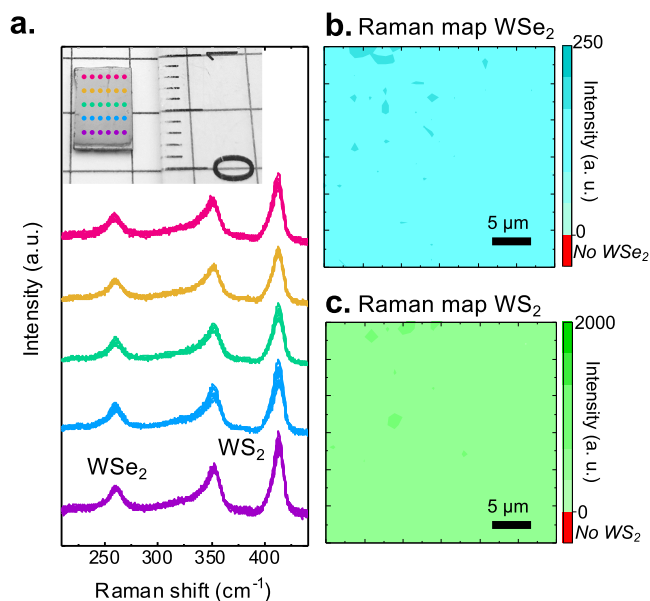 a.
1
0
Intensity (a.u.)
WSe₂
WS₂
250 300 350 400
Raman shift (cm⁻¹)
b. Raman map WSe₂
250
Intensity (a. u.)
0
No WSe₂
5 µm
c. Raman map WS₂
2000
Intensity (a. u.)
0
No WS₂
5 µm